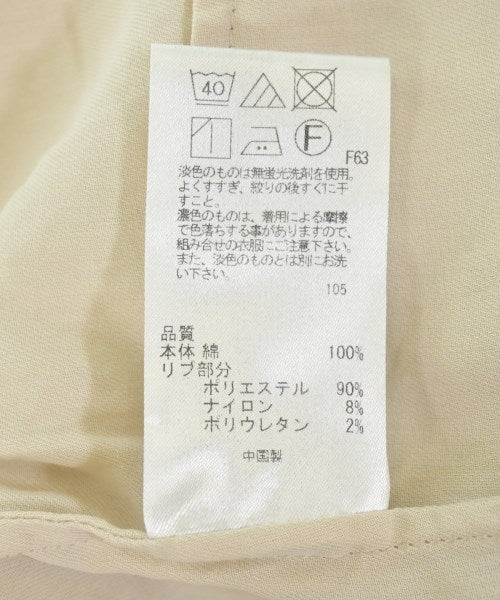 40
F
F63
淡色のものは無蛍光洗剤を使用。
よくすすぎ、絞りの後すぐに干
すこと。
濃色のものは、着用による摩擦
で色落ちする事がありますので、
組み合せの衣服にご注意下さい。
また、淡色のものとは別にお洗
い下さい。
105
品質
本体 綿 100%
リブ部分
ポリエステル 90%
ナイロン 8%
ポリウレタン 2%
中国製